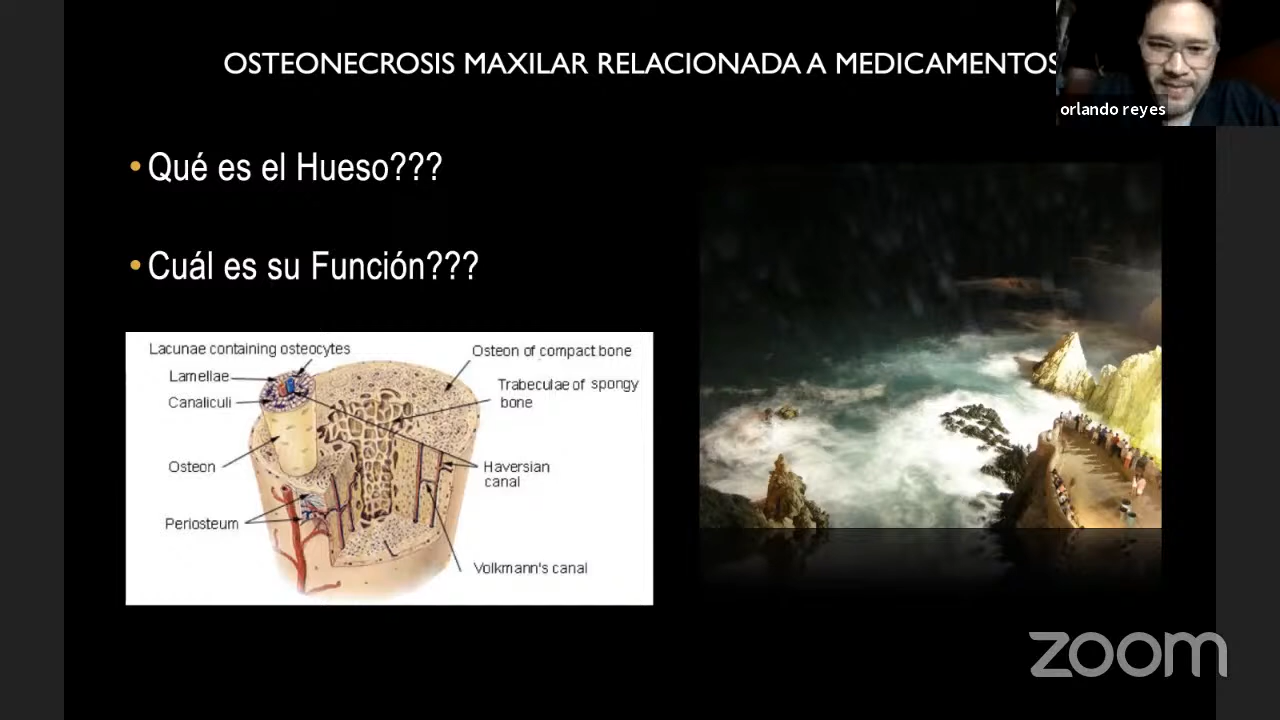 OSTEONECROSIS MAXILAR RELACIONADA A MEDICAMENTOS
orlando reyes
• Qué es el Hueso???
• Cuál es su Función???
Lacunae containing osteocytes
Lamellae
Canaliculi
Osteon
Periosteum
Osteon of compact bone
Trabeculae of spongy
bone
Haversian
canal
Volkmann's canal
zoom